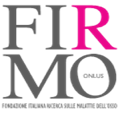 FIR
MO
ONLUS
FONDAZIONE ITALIANA RICERCA SULLE MALATTIE DELL'OSSO